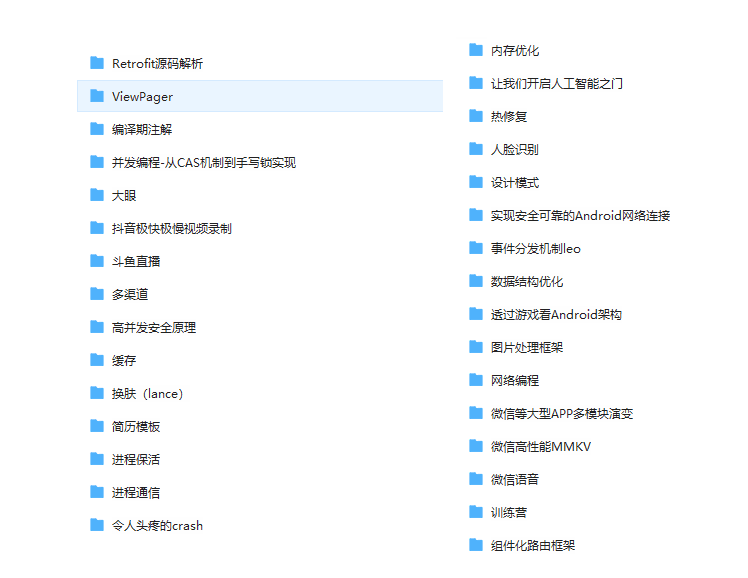 Retrofit源码解析
ViewPager
编译期注解
并发编程-从CAS机制到手写锁实现
大眼
抖音极快极慢视频录制
斗鱼直播
多渠道
高并发安全原理
缓存
换肤（lance）
简历模板
进程保活
进程通信
令人头疼的crash
内存优化
让我们开启人工智能之门
热修复
人脸识别
设计模式
实现安全可靠的Android网络连接
事件分发机制leo
数据结构优化
透过游戏看Android架构
图片处理框架
网络编程
微信等大型APP多模块演变
微信高性能MMKV
微信语音
训练营
组件化路由框架